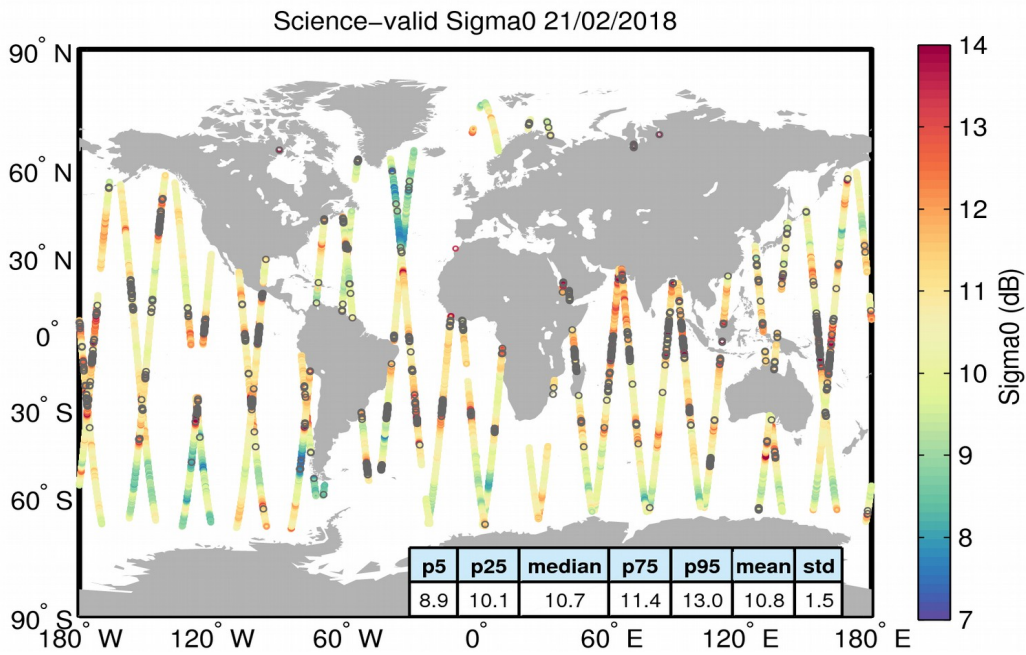 Science−valid Sigma0 21/02/2018
90° N
60° N
30° N
0°
30° S
60° S
90° S
180° W
120° W
60° W
0°
60° E
120° E
180° E
p5 p25 median p75 p95 mean std
8.9 10.1 10.7 11.4 13.0 10.8 1.5
14
13
12
11
10
9
8
7
Sigma0 (dB)